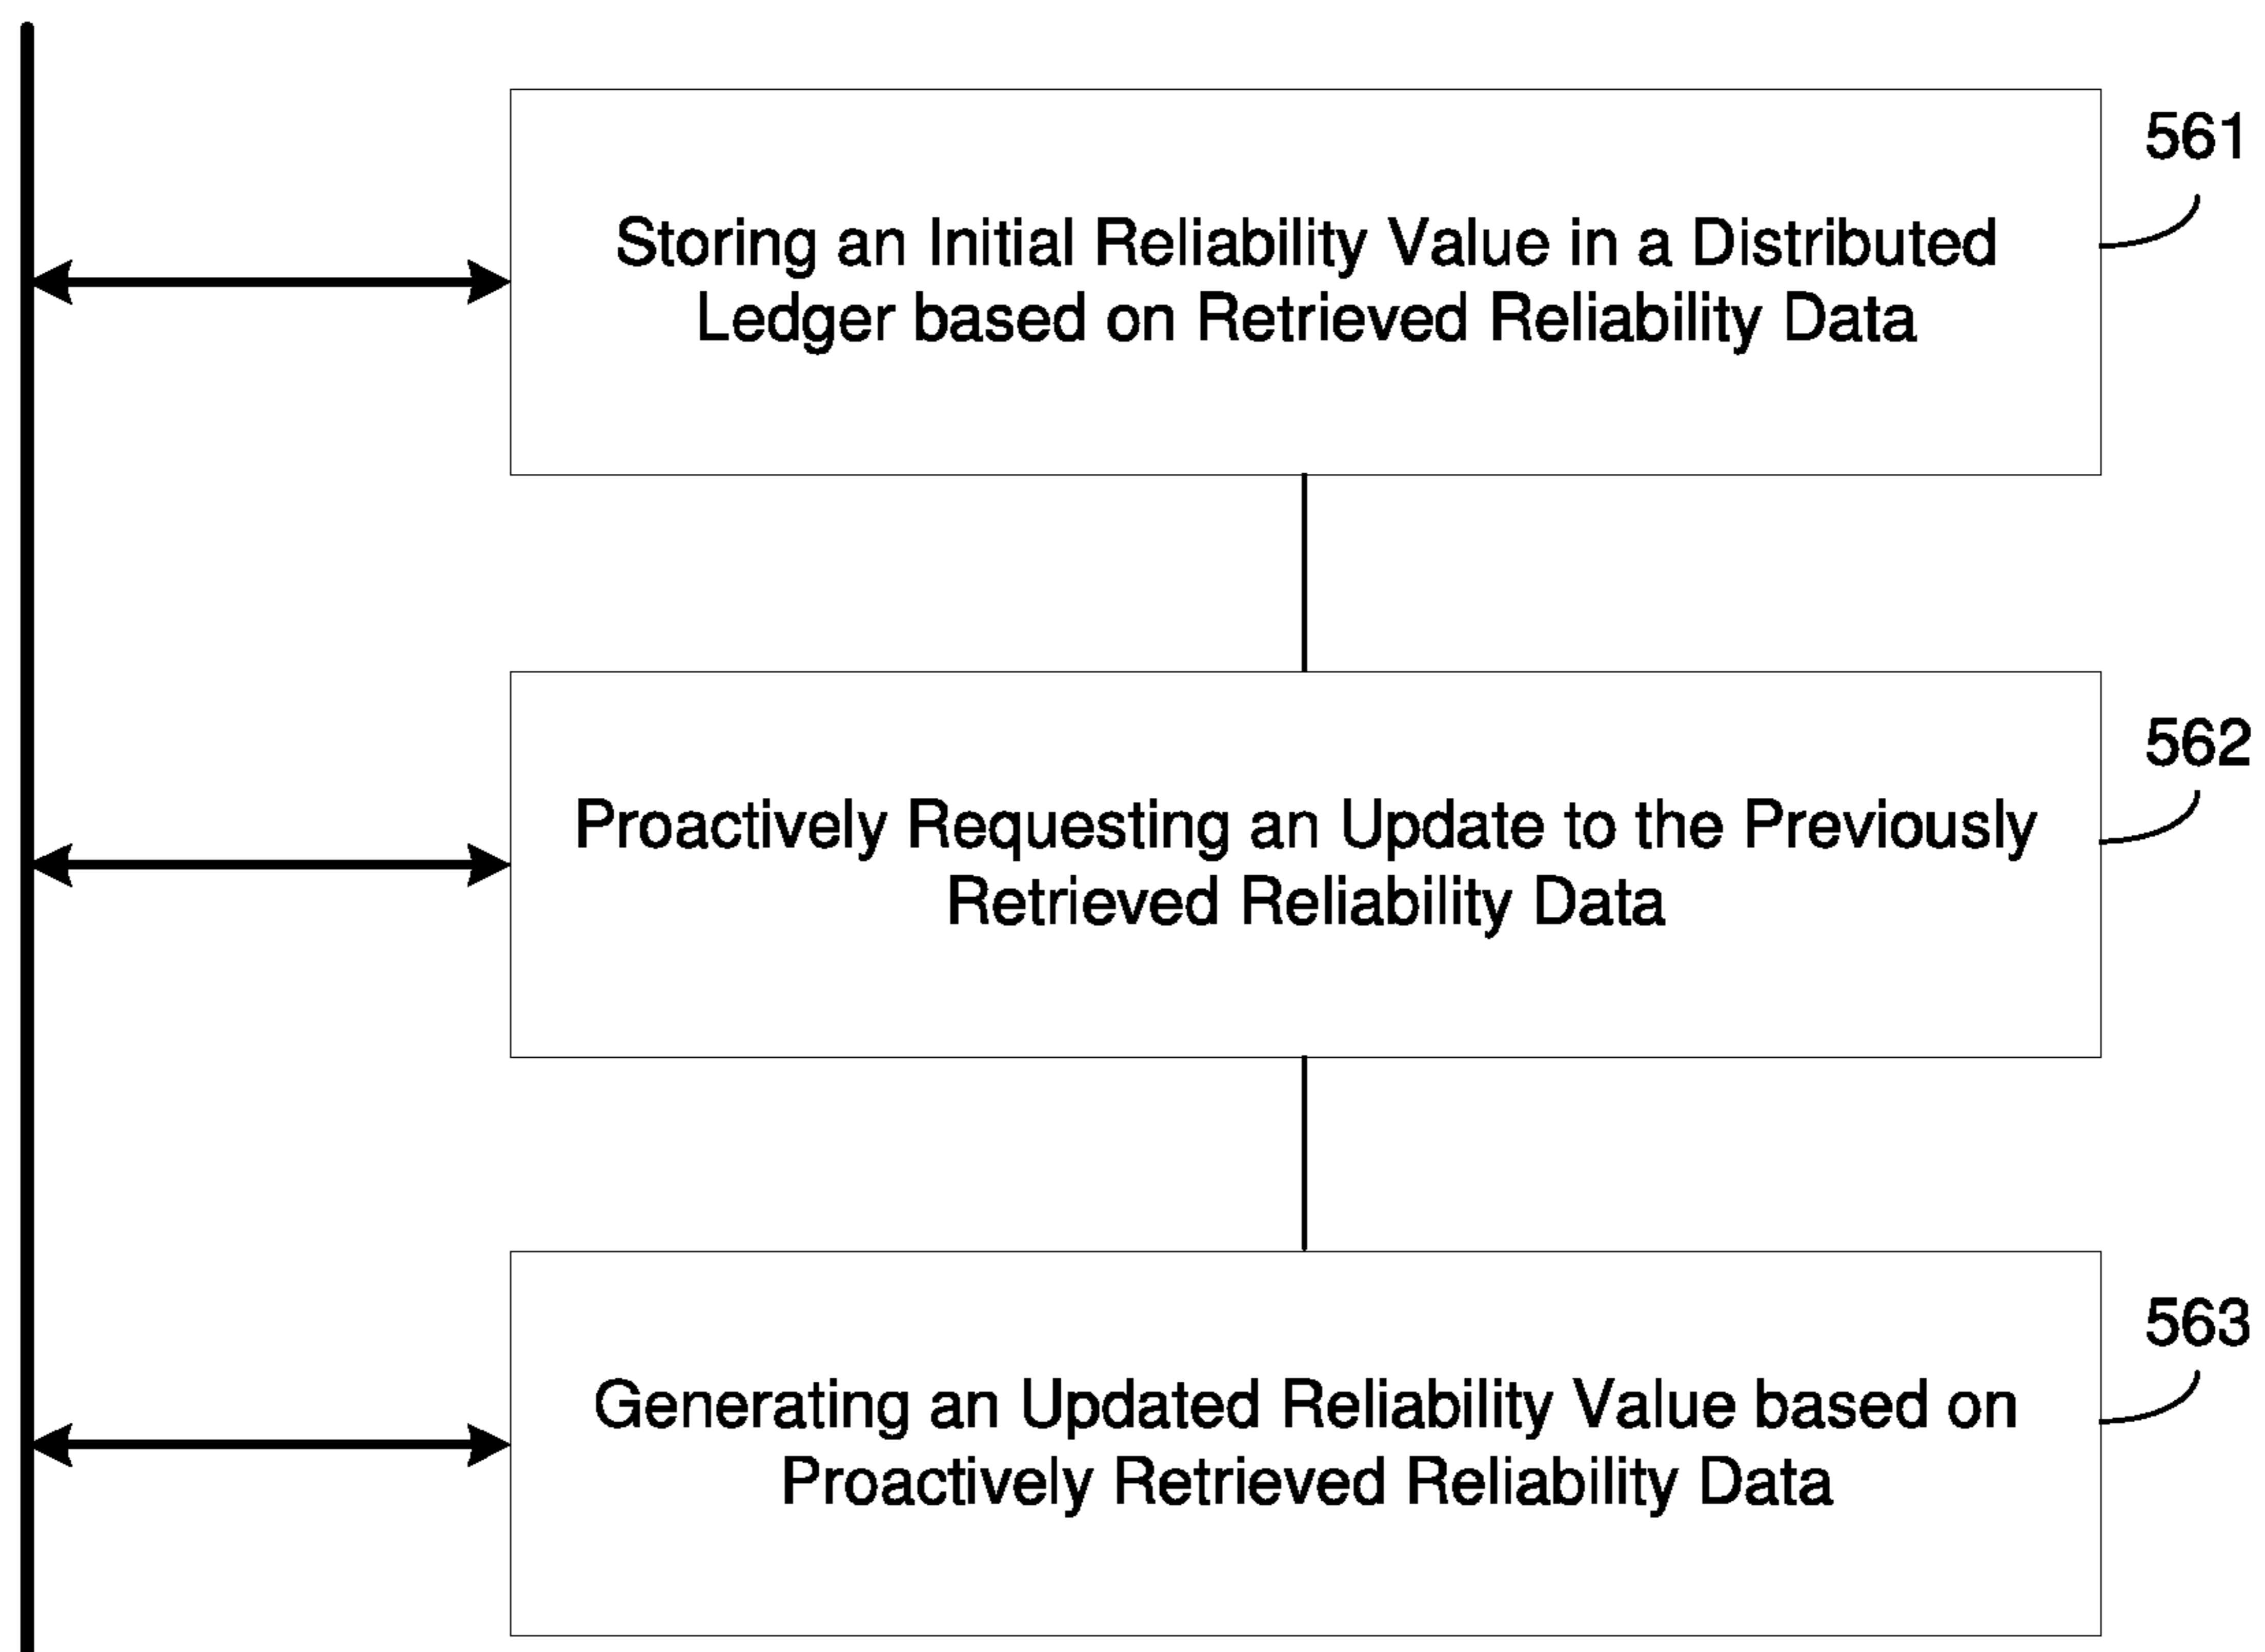 561
Storing an Initial Reliability Value in a Distributed
Ledger based on Retrieved Reliability Data
562
Proactively Requesting an Update to the Previously
Retrieved Reliability Data
563
Generating an Updated Reliability Value based on
Proactively Retrieved Reliability Data